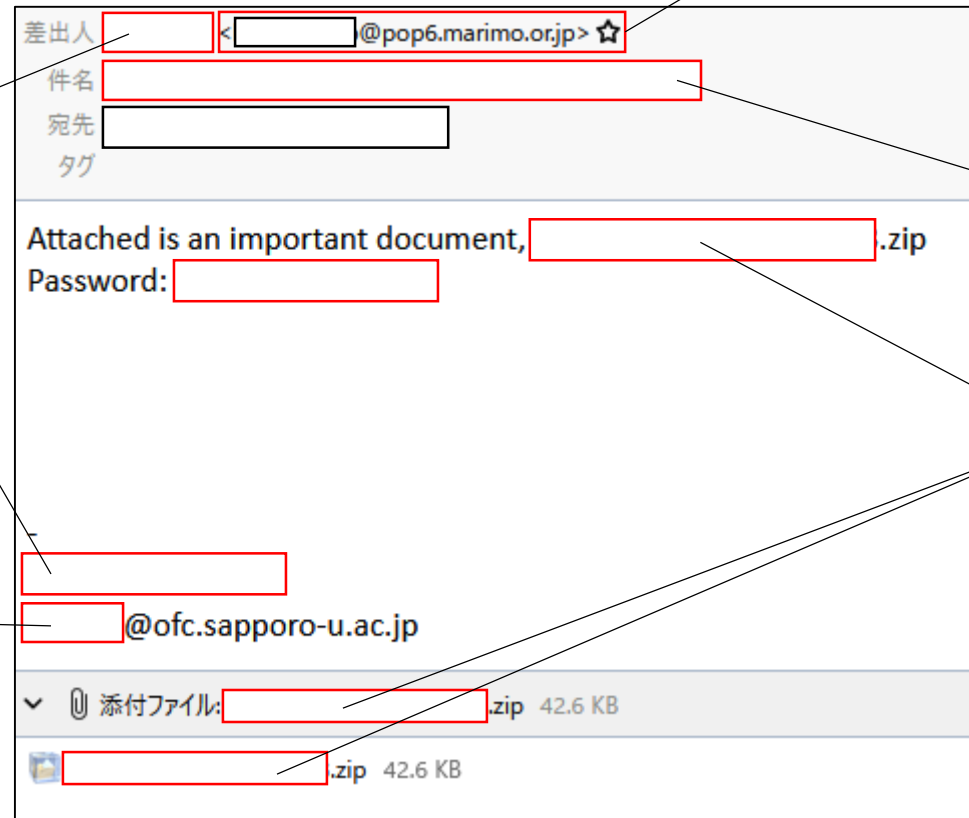 差出人 < @pop6.marimo.or.jp> ☆
件名
宛先
タグ
Attached is an important document, .zip
Password:
-
@ofc.sapporo-u.ac.jp
添付ファイル: .zip 42.6 KB
.zip 42.6 KB